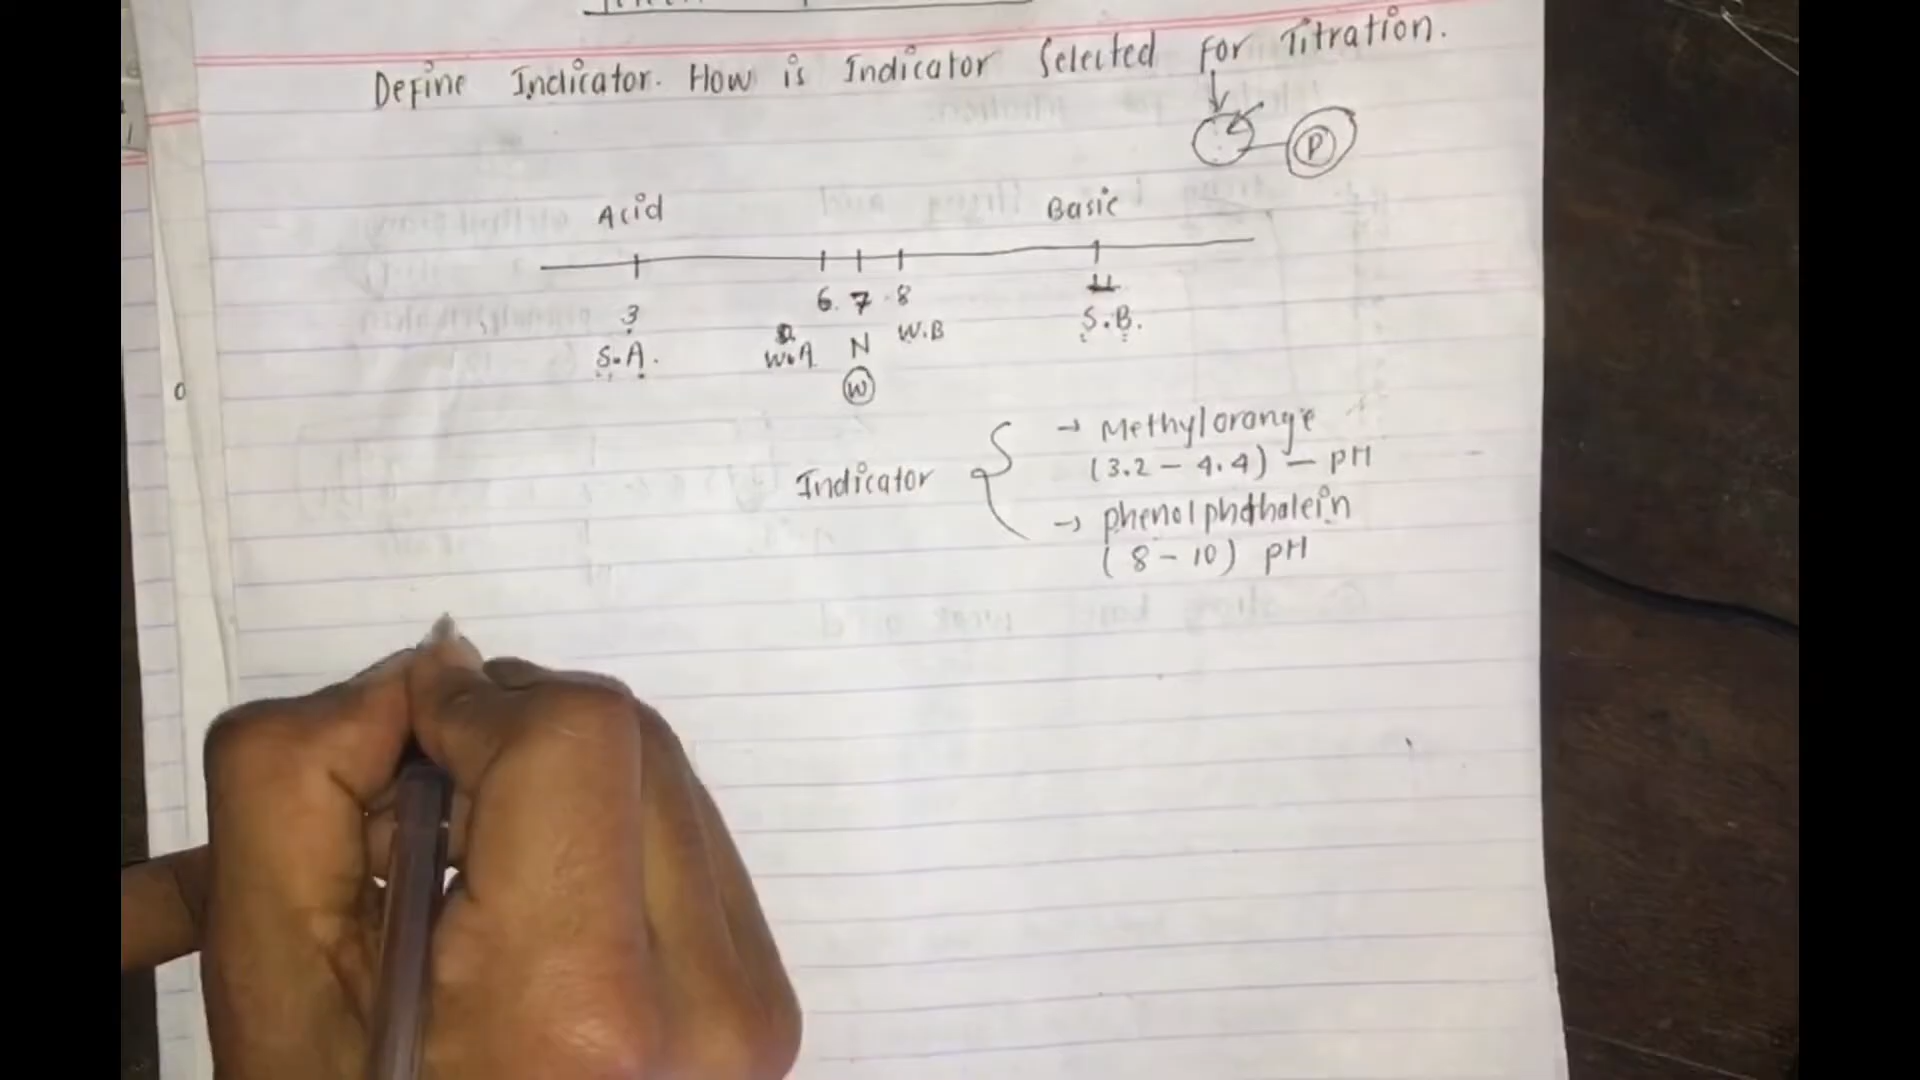 Define Indicator. How is Indicator Selected for Titration.
P
Acid
Basic
3
6. 7 .8
11
S.A.
W.A
N
W.B
S.B.
W
Indicator
→ Methyl orange
(3.2 - 4.4) - pH
→ phenolphthalein
(8 - 10) pH
0